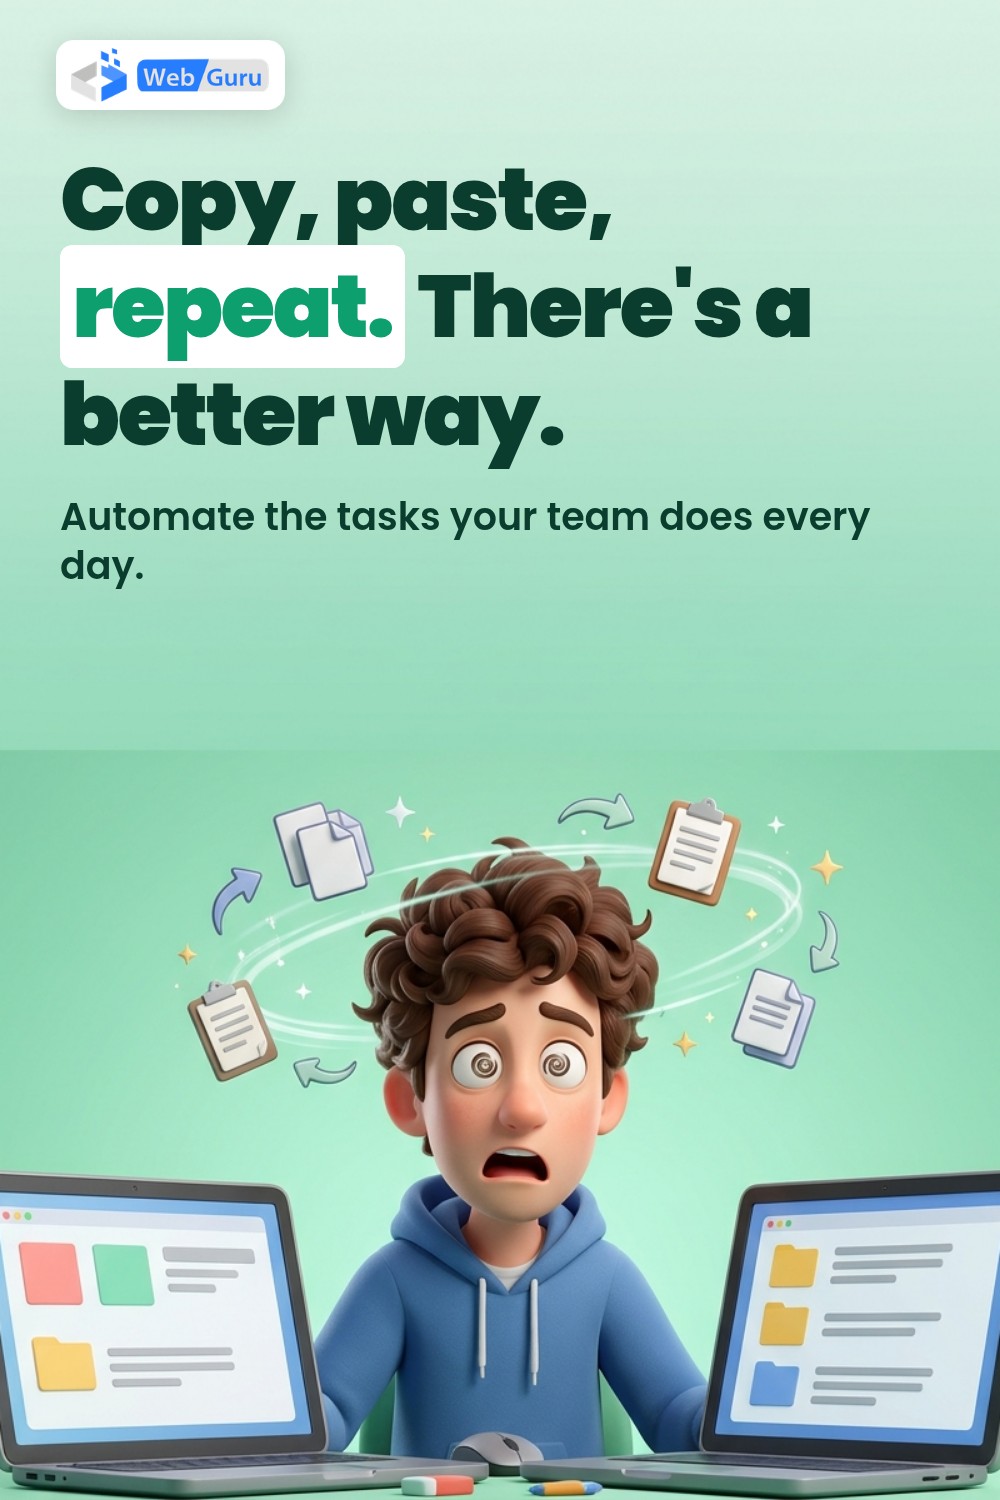 Web Guru
Copy, paste,
repeat. There's a
better way.
Automate the tasks your team does every
day.